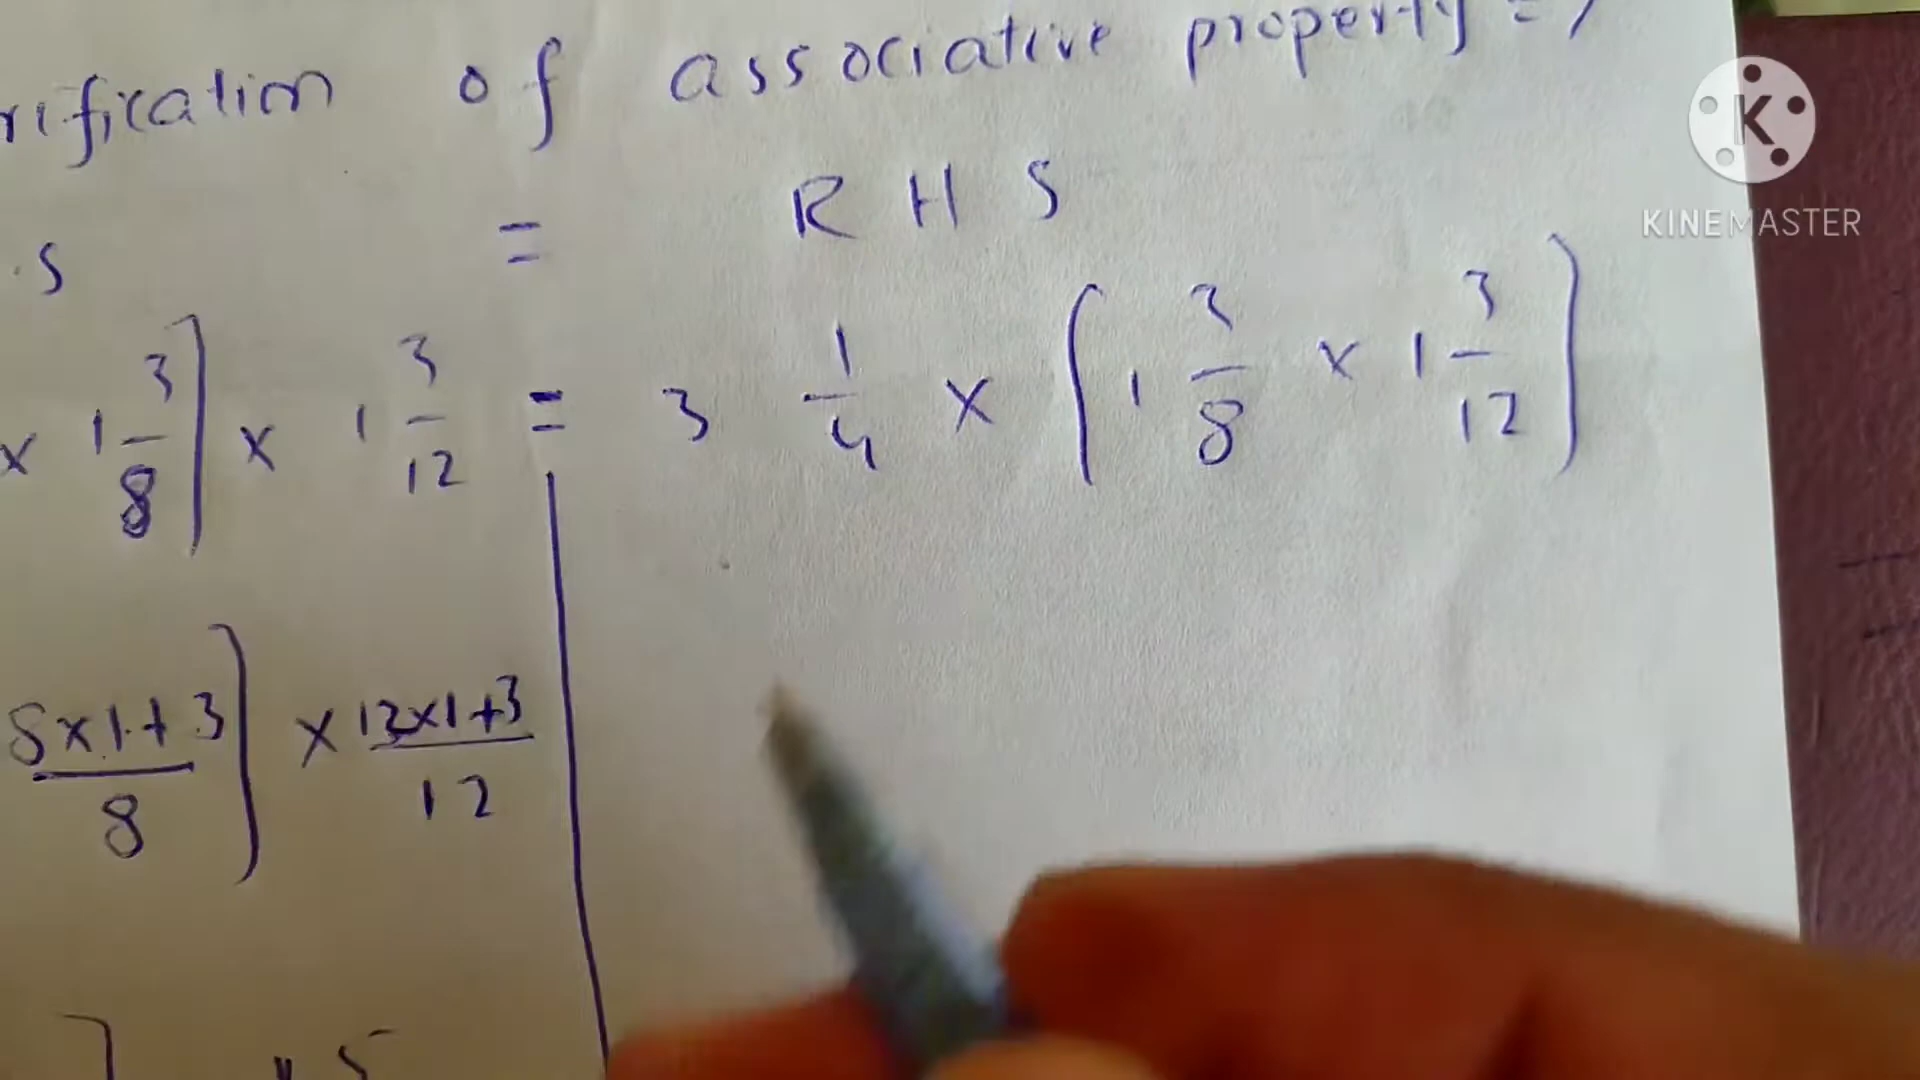 rification of associative property =)
.S = RHS
x 1 3/8) x 1 3/12 = 3 1/4 x (1 3/8 x 1 3/12)
8x1+3/8) x 12x1+3/12
KINEMASTER